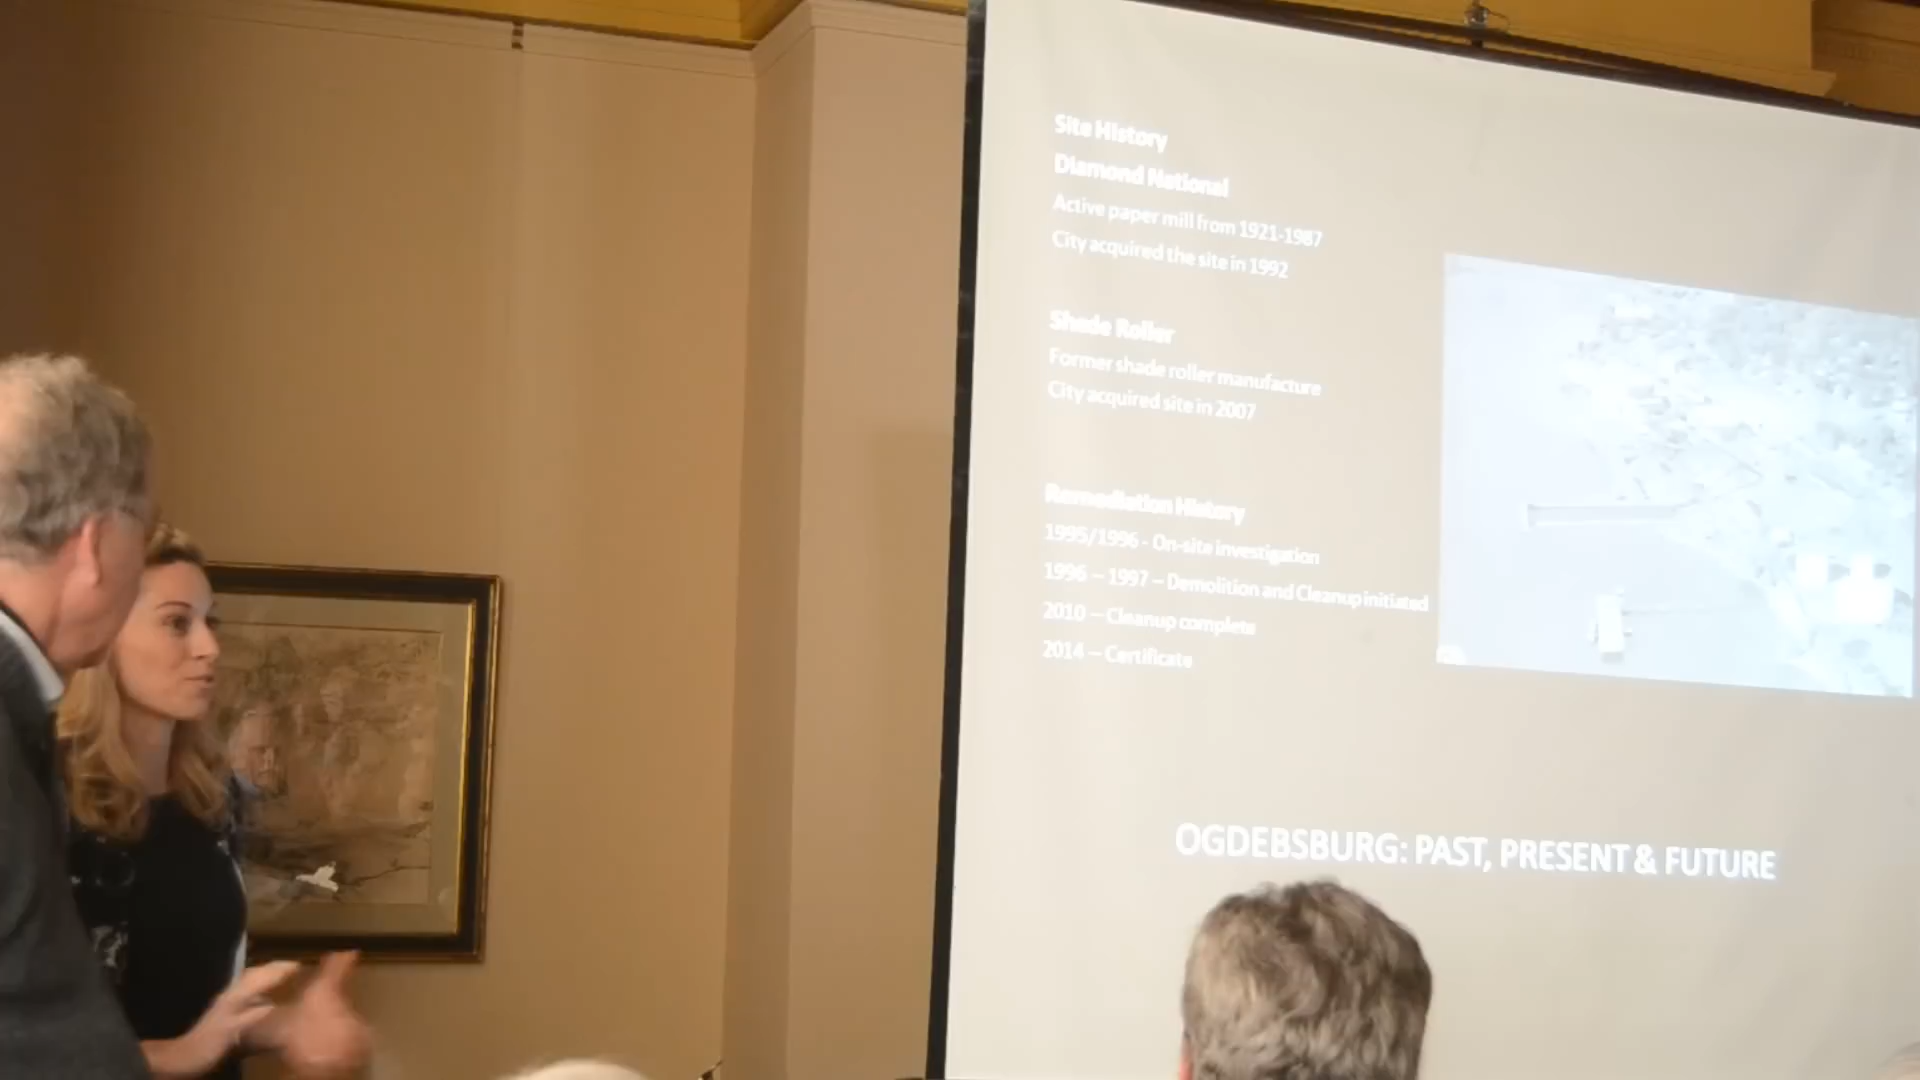 Site History
Diamond National
Active paper mill from 1921-1987
City acquired the site in 1992
Shade Roller
Former shade roller manufacture
City acquired site in 2007
Remediation History
1995/1996 - On-site investigation
1996 – 1997 – Demolition and Cleanup initiated
2010 – Cleanup complete
2014 – Certificate
OGDEBSBURG: PAST, PRESENT & FUTURE